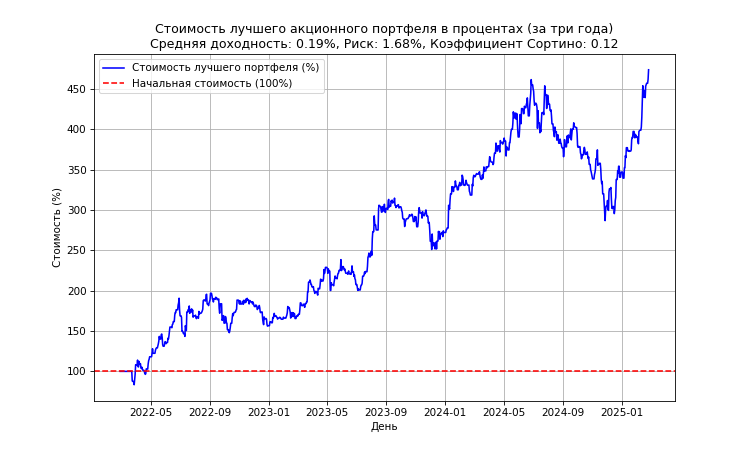 Стоимость лучшего акционного портфеля в процентах (за три года)
Средняя доходность: 0.19%, Риск: 1.68%, Коэффициент Сортино: 0.12
Стоимость лучшего портфеля (%)
Начальная стоимость (100%)
Стоимость (%)
450
400
350
300
250
200
150
100
2022-05
2022-09
2023-01
2023-05
2023-09
2024-01
2024-05
2024-09
2025-01
День